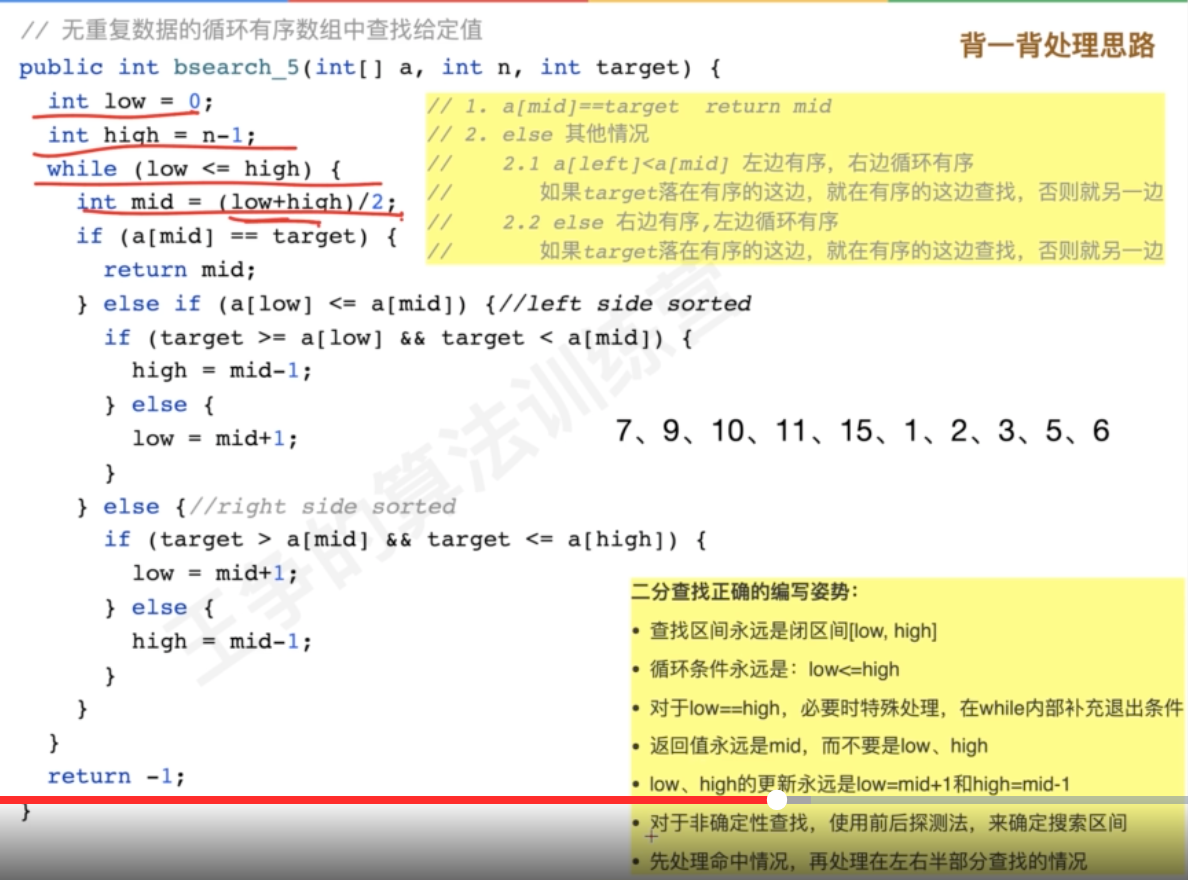 // 无重复数据的循环有序数组中查找给定值
背一背处理思路
public int bsearch_5(int[] a, int n, int target) {
int low = 0;
int high = n-1;
while (low <= high) {
int mid = (low+high)/2;
if (a[mid] == target) {
return mid;
} else if (a[low] <= a[mid]) {//left side sorted
if (target >= a[low] && target < a[mid]) {
high = mid-1;
} else {
low = mid+1;
}
} else {//right side sorted
if (target > a[mid] && target <= a[high]) {
low = mid+1;
} else {
high = mid-1;
}
}
}
return -1;
}
// 1. a[mid]==target return mid
// 2. else 其他情况
// 2.1 a[left]<a[mid] 左边有序，右边循环有序
// 如果target落在有序的这边，就在有序的这边查找，否则就另一边
// 2.2 else 右边有序,左边循环有序
// 如果target落在有序的这边，就在有序的这边查找，否则就另一边
7、9、10、11、15、1、2、3、5、6
二分查找正确的编写姿势：
• 查找区间永远是闭区间[low, high]
• 循环条件永远是：low<=high
• 对于low==high，必要时特殊处理，在while内部补充退出条件
• 返回值永远是mid，而不要是low、high
• low、high的更新永远是low=mid+1和high=mid-1
• 对于非确定性查找，使用前后探测法，来确定搜索区间
• 先处理命中情况，再处理在左右半部分查找的情况
王争的算法训练营